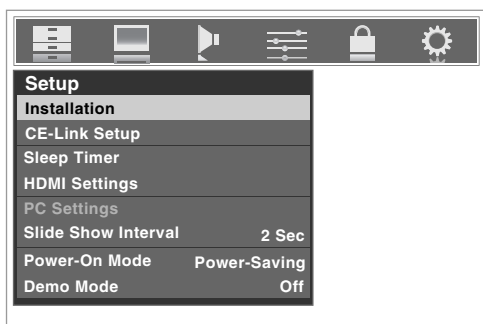 Setup
Installation
CE-Link Setup
Sleep Timer
HDMI Settings
PC Settings
Slide Show Interval 2 Sec
Power-On Mode Power-Saving
Demo Mode Off